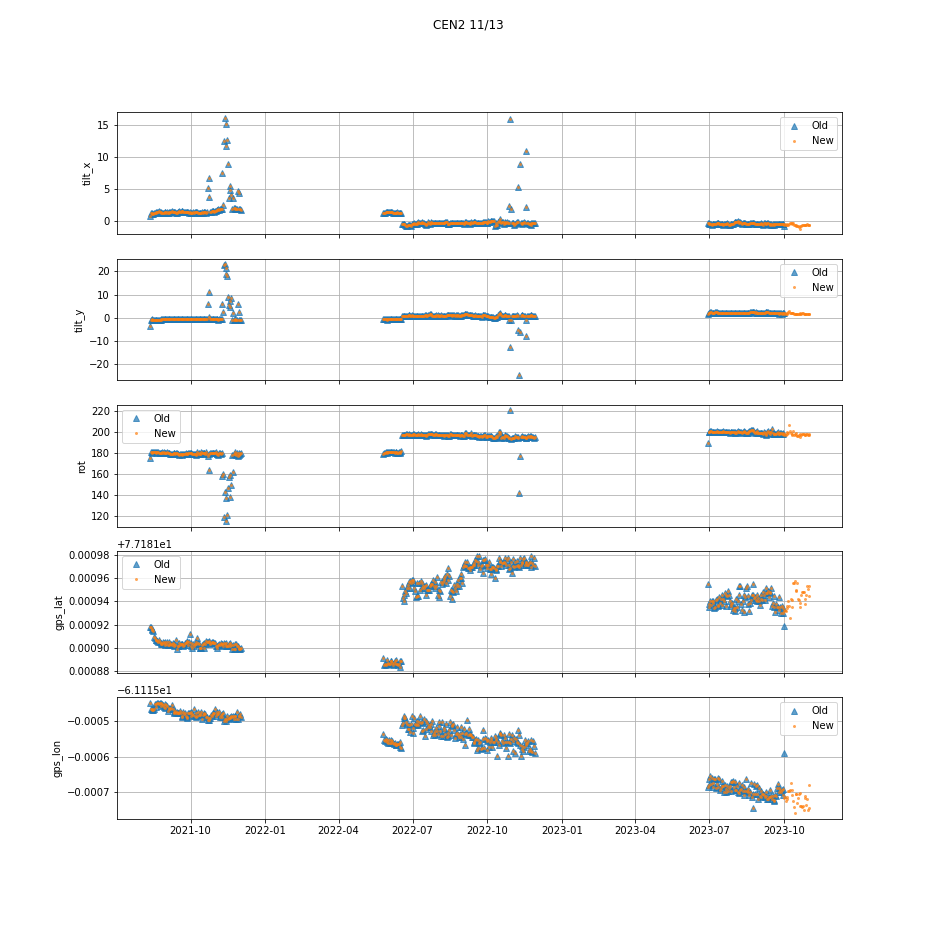 CEN2 11/13
15
10
5
0
tilt_x
Old
New
20
10
0
−10
−20
tilt_y
Old
New
220
200
180
160
140
120
rot
Old
New
+7.7181e1
0.00098
0.00096
0.00094
0.00092
0.00090
0.00088
gps_lat
Old
New
−6.1115e1
−0.0005
−0.0006
−0.0007
gps_lon
Old
New
2021-10 2022-01 2022-04 2022-07 2022-10 2023-01 2023-04 2023-07 2023-10